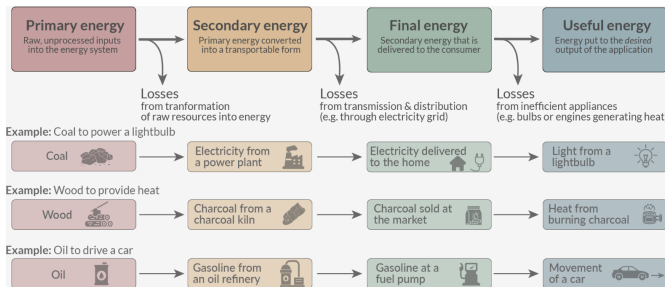 Primary energy
Raw, unprocessed inputs
into the energy system
Secondary energy
Primary energy converted
into a transportable form
Final energy
Secondary energy that is
delivered to the consumer
Useful energy
Energy put to the desired
output of the application
Losses
from tranformation
of raw resources into energy
Losses
from transmission & distribution
(e.g. through electricity grid)
Losses
from inefficient appliances
(e.g. bulbs or engines generating heat
Example: Coal to power a lightbulb
Coal
Electricity from
a power plant
Electricity delivered
to the home
Light from a
lightbulb
Example: Wood to provide heat
Wood
Charcoal from a
charcoal kiln
Charcoal sold at
the market
Heat from
burning charcoal
Example: Oil to drive a car
Oil
Gasoline from
an oil refinery
Gasoline at a
fuel pump
Movement
of a car